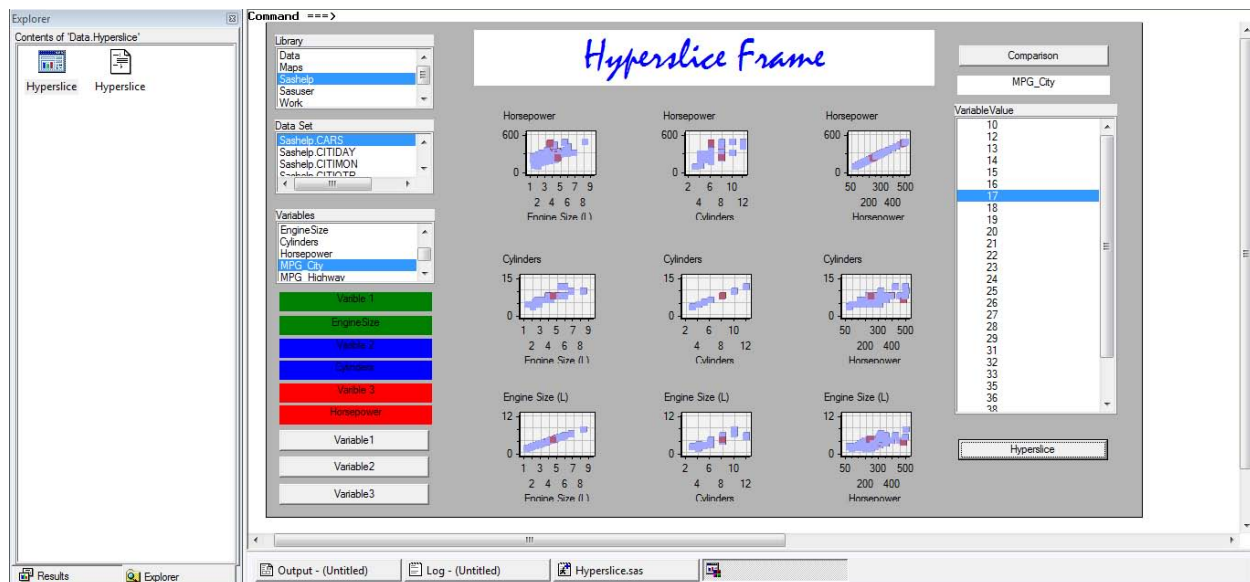 Explorer
Contents of 'Data.Hyperslice'
Hyperslice Hyperslice
Results Explorer
Command ===>
Library
Data
Maps
Sashelp
Sasuser
Work
Data Set
Sashelp.CARS
Sashelp.CITIDAY
Sashelp.CITIMON
Sashelp.CITIQTR
Variables
EngineSize
Cylinders
Horsepower
MPG_City
MPG_Highway
Varible 1
EngineSize
Varible 2
Cylinders
Varible 3
Horsepower
Variable1
Variable2
Variable3
Hyperslice Frame
Horsepower
600
0
1 3 5 7 9
2 4 6 8
Engine Size (L)
Horsepower
600
0
2 6 10
4 8 12
Cylinders
Horsepower
600
0
50 300 500
200 400
Horsepower
Cylinders
15
0
1 3 5 7 9
2 4 6 8
Engine Size (L)
Cylinders
15
0
2 6 10
4 8 12
Cylinders
Cylinders
15
0
50 300 500
200 400
Horsepower
Engine Size (L)
12
0
1 3 5 7 9
2 4 6 8
Engine Size (L)
Engine Size (L)
12
0
2 6 10
4 8 12
Cylinders
Engine Size (L)
12
0
50 300 500
200 400
Horsepower
Comparison
MPG_City
VariableValue
10
12
13
14
15
16
17
18
19
20
21
22
23
24
25
26
27
28
29
31
32
33
35
36
38
Hyperslice
Output - (Untitled) Log - (Untitled) Hyperslice.sas